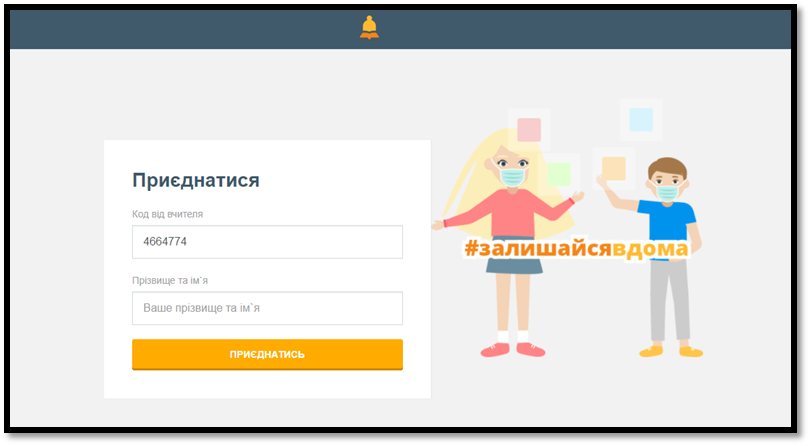 Приєднатися
Код від вчителя
4664774
Прізвище та ім`я
Ваше прізвище та ім`я
ПРИЄДНАТИСЬ
#залишайсявдома